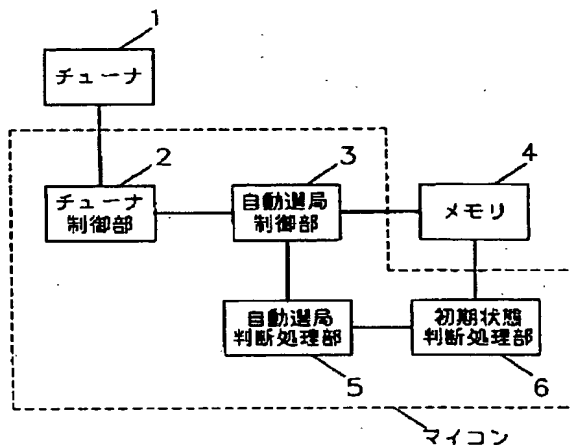 1
チューナ
2
3
4
チューナ
制御部
自動選局
制御部
メモリ
自動選局
判断処理部
初期状態
判断処理部
5
6
マイコン